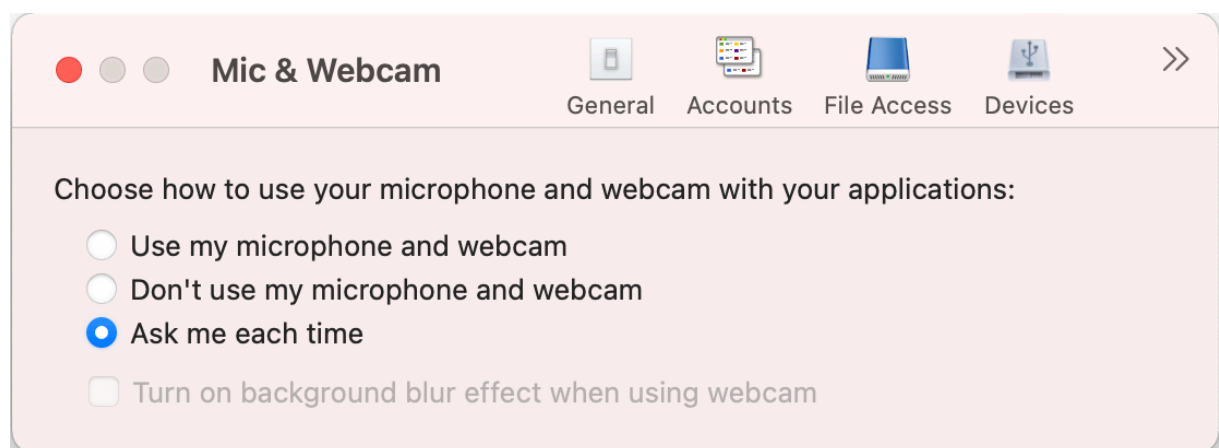 Mic & Webcam
General Accounts File Access Devices
Choose how to use your microphone and webcam with your applications:
Use my microphone and webcam
Don't use my microphone and webcam
Ask me each time
Turn on background blur effect when using webcam